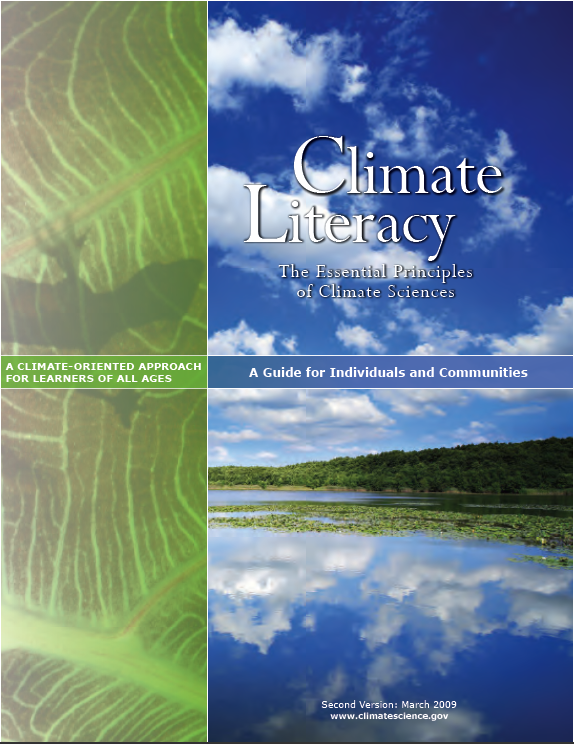 Climate
Literacy
The Essential Principles
of Climate Sciences
A CLIMATE-ORIENTED APPROACH
FOR LEARNERS OF ALL AGES
A Guide for Individuals and Communities
Second Version: March 2009
www.climatescience.gov